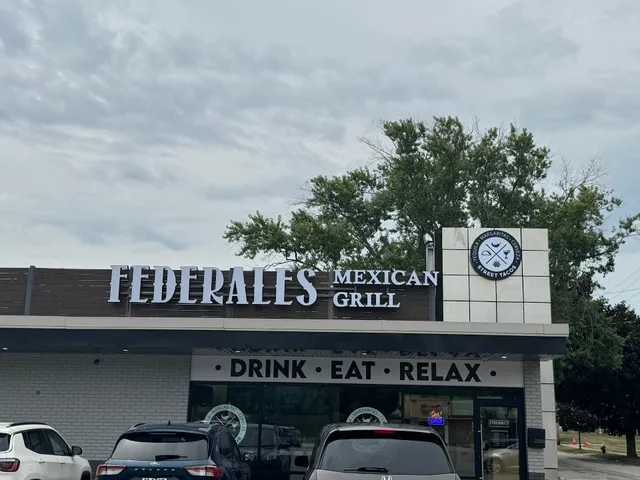 FEDERALES MEXICAN
GRILL
STREET TACOS
• DRINK • EAT • RELAX •